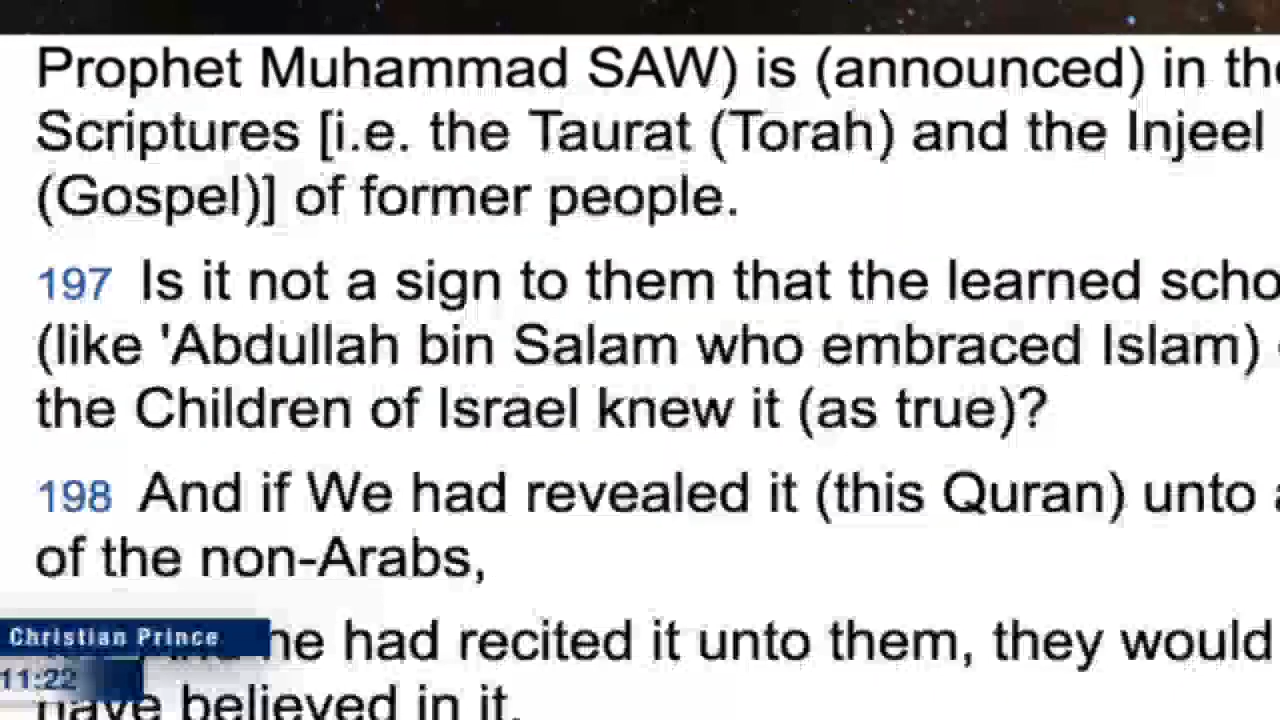 Prophet Muhammad SAW) is (announced) in the
Scriptures [i.e. the Taurat (Torah) and the Injeel
(Gospel)] of former people.
197 Is it not a sign to them that the learned scho
(like 'Abdullah bin Salam who embraced Islam)
the Children of Israel knew it (as true)?
198 And if We had revealed it (this Quran) unto a
of the non-Arabs,
Christian Prince
he had recited it unto them, they would
11:22
have believed in it.